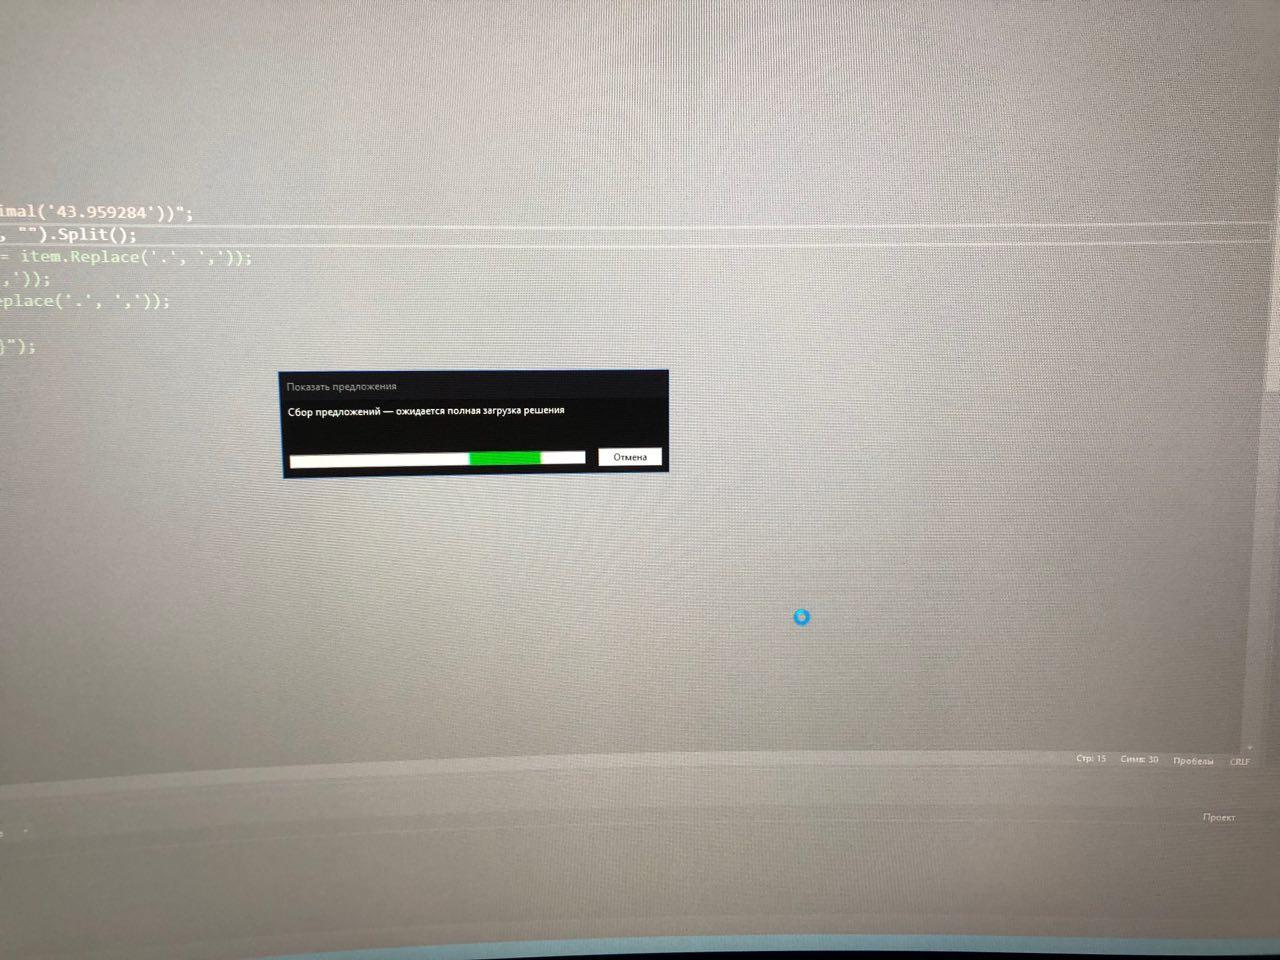 imal('43.959284'))";
, "").Split();
= item.Replace('.', ','));
,'));
eplace('.', ','));
}");
Показать предложения
Сбор предложений — ожидается полная загрузка решения
Отмена
Стр: 15 Симв: 30 Пробелы CRLF
Проект